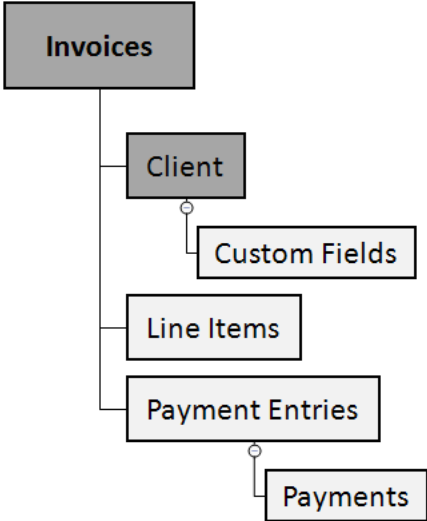 Invoices
Client
Custom Fields
Line Items
Payment Entries
Payments